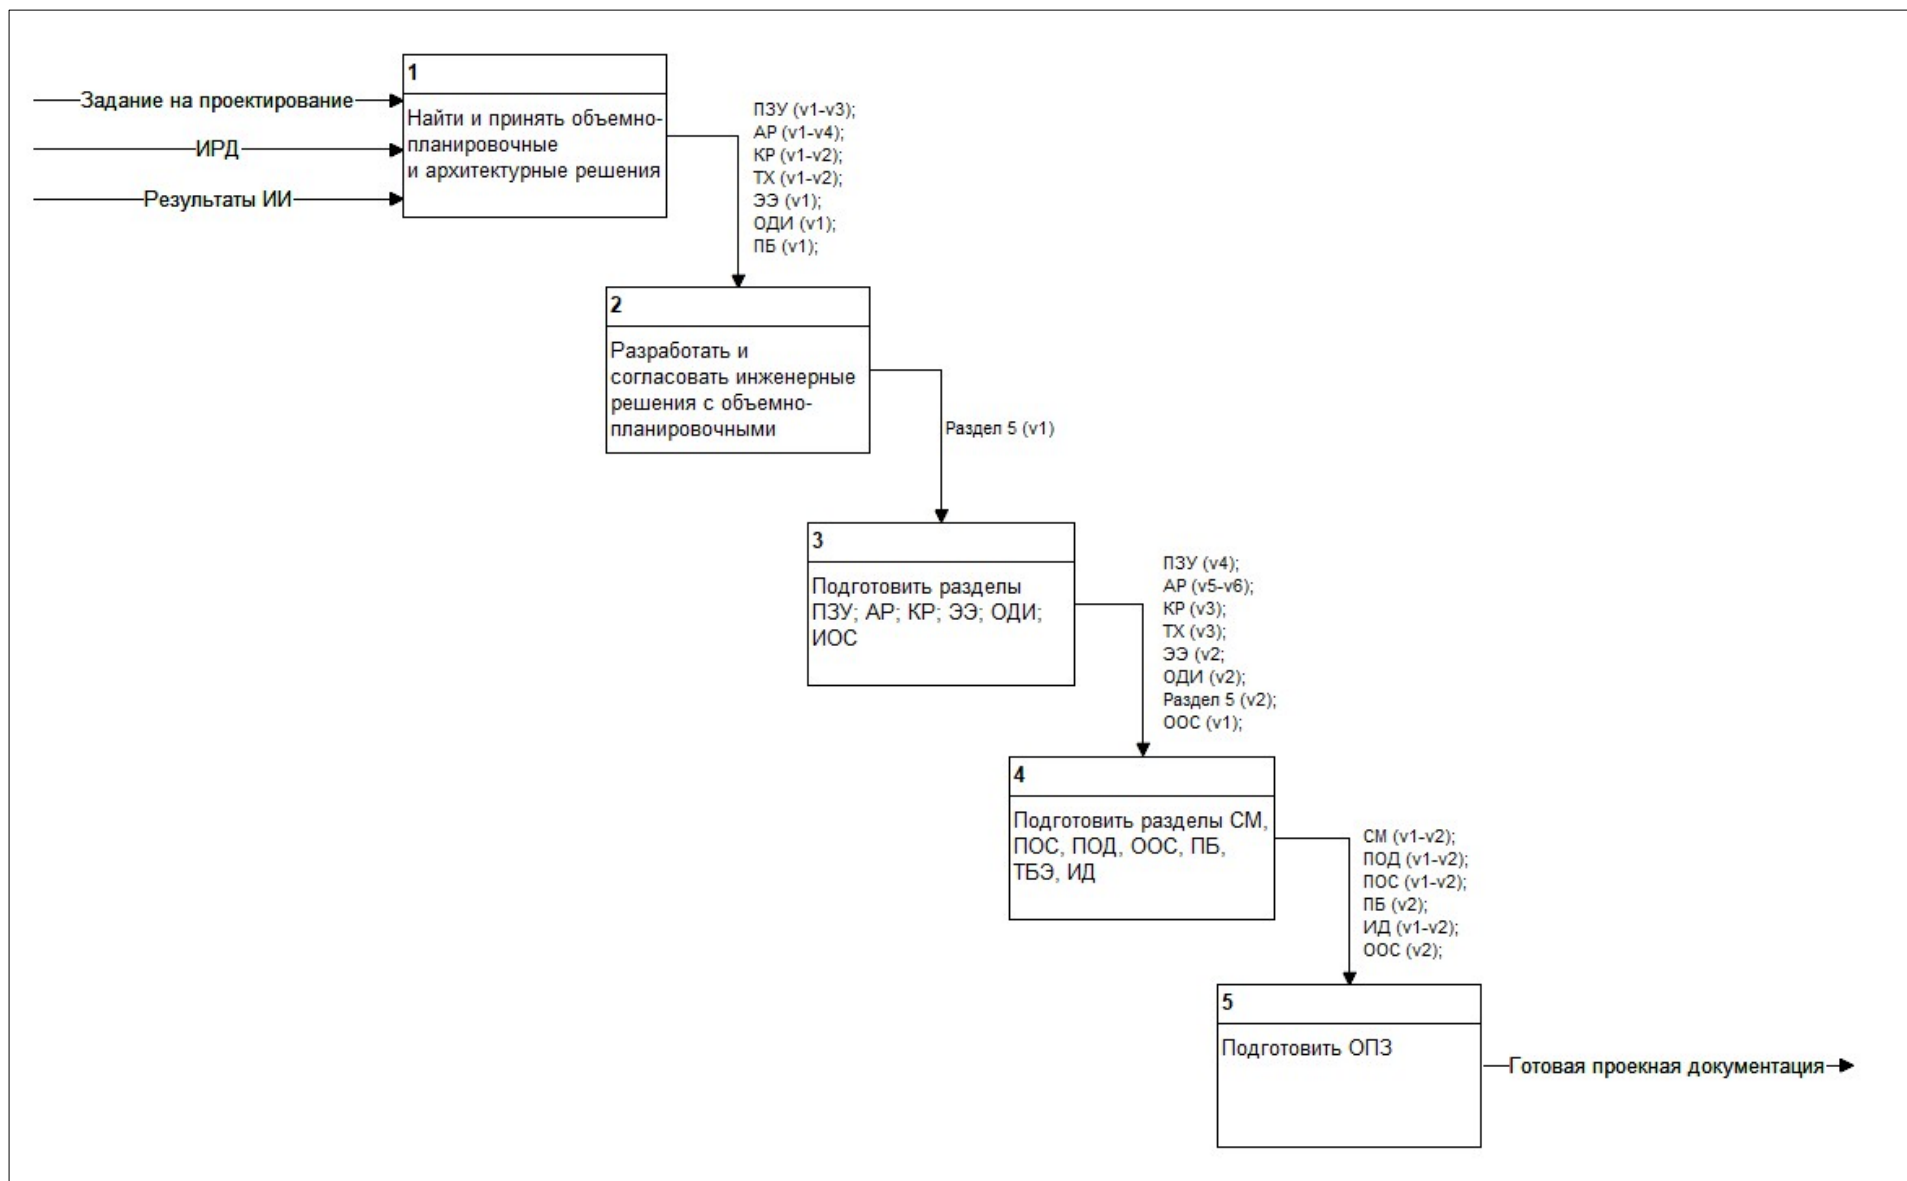 Задание на проектирование
ИРД
Результаты ИИ
1
Найти и принять объемно-
планировочные
и архитектурные решения
ПЗУ (v1-v3);
АР (v1-v4);
КР (v1-v2);
ТХ (v1-v2);
ЭЭ (v1);
ОДИ (v1);
ПБ (v1);
2
Разработать и
согласовать инженерные
решения с объемно-
планировочными
Раздел 5 (v1)
3
Подготовить разделы
ПЗУ; АР; КР; ЭЭ; ОДИ;
ИОС
ПЗУ (v4);
АР (v5-v6);
КР (v3);
ТХ (v3);
ЭЭ (v2;
ОДИ (v2);
Раздел 5 (v2);
ООС (v1);
4
Подготовить разделы СМ,
ПОС, ПОД, ООС, ПБ,
ТБЭ, ИД
СМ (v1-v2);
ПОД (v1-v2);
ПОС (v1-v2);
ПБ (v2);
ИД (v1-v2);
ООС (v2);
5
Подготовить ОПЗ
Готовая проекная документация